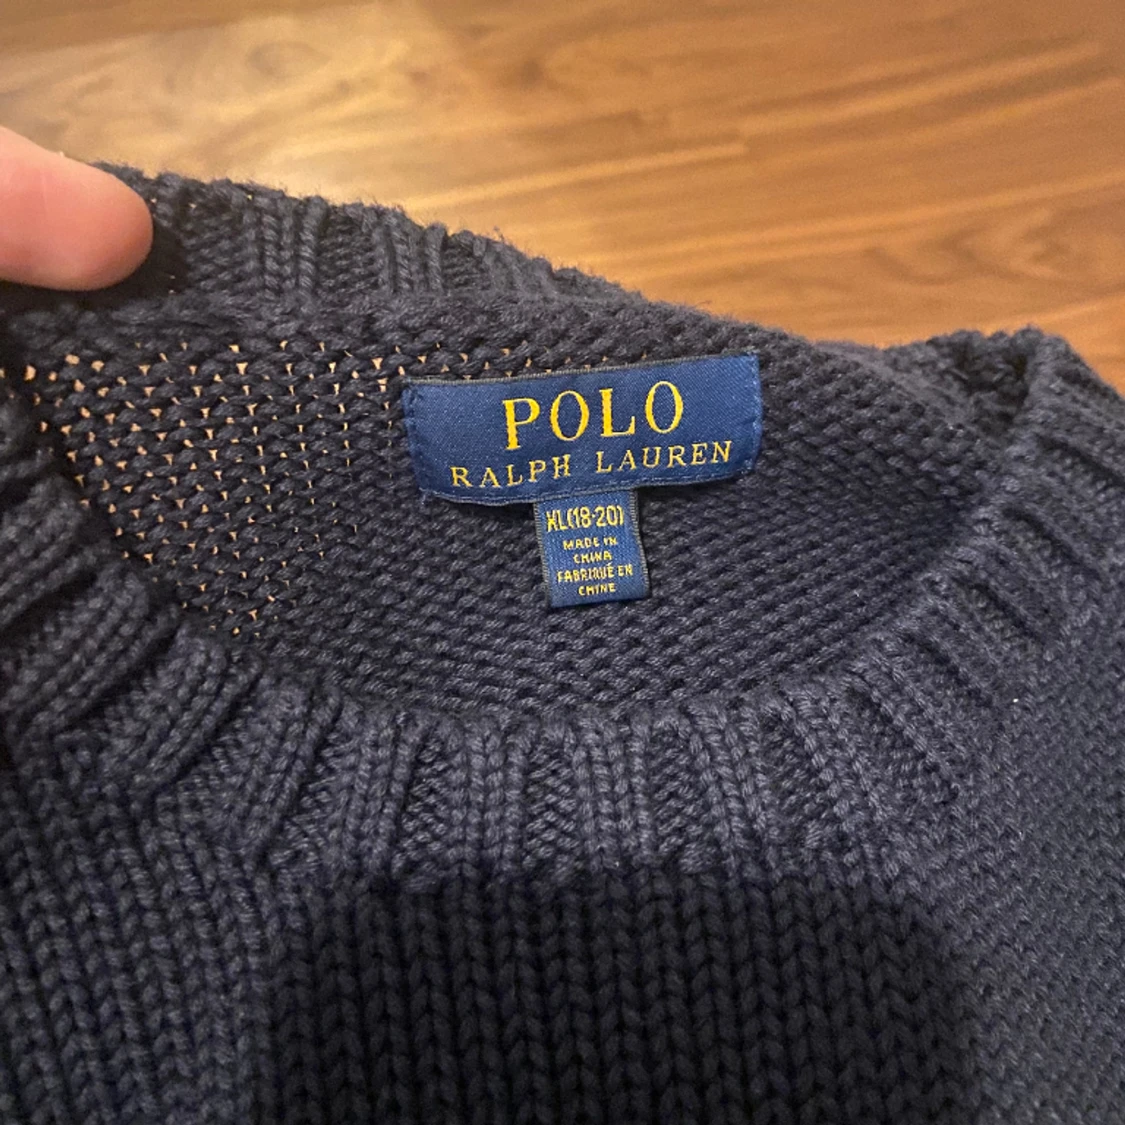 POLO
RALPH LAUREN
XL(18-20)
MADE IN
CHINA
FABRIQUÉ EN
CHINE